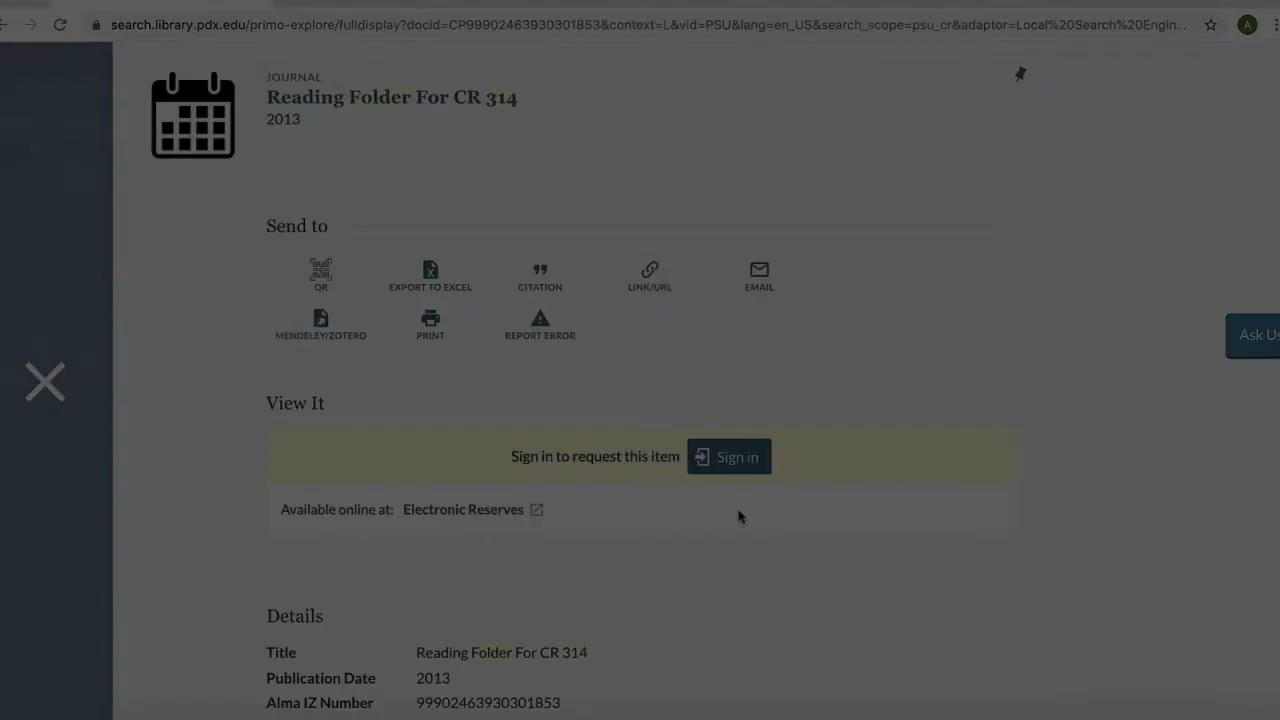 search.library.pdx.edu/primo-explore/fulldisplay?docid=CP99902463930301853&context=L&vid=PSU&lang=en_US&search_scope=psu_cr&adaptor=Local%20Search%20Engin...
A
JOURNAL
Reading Folder For CR 314
2013
Send to
QR
EXPORT TO EXCEL
CITATION
LINK/URL
EMAIL
MENDELEY/ZOTERO
PRINT
REPORT ERROR
Ask Us
View It
Sign in to request this item
Sign in
Available online at: Electronic Reserves
Details
Title Reading Folder For CR 314
Publication Date 2013
Alma IZ Number 99902463930301853